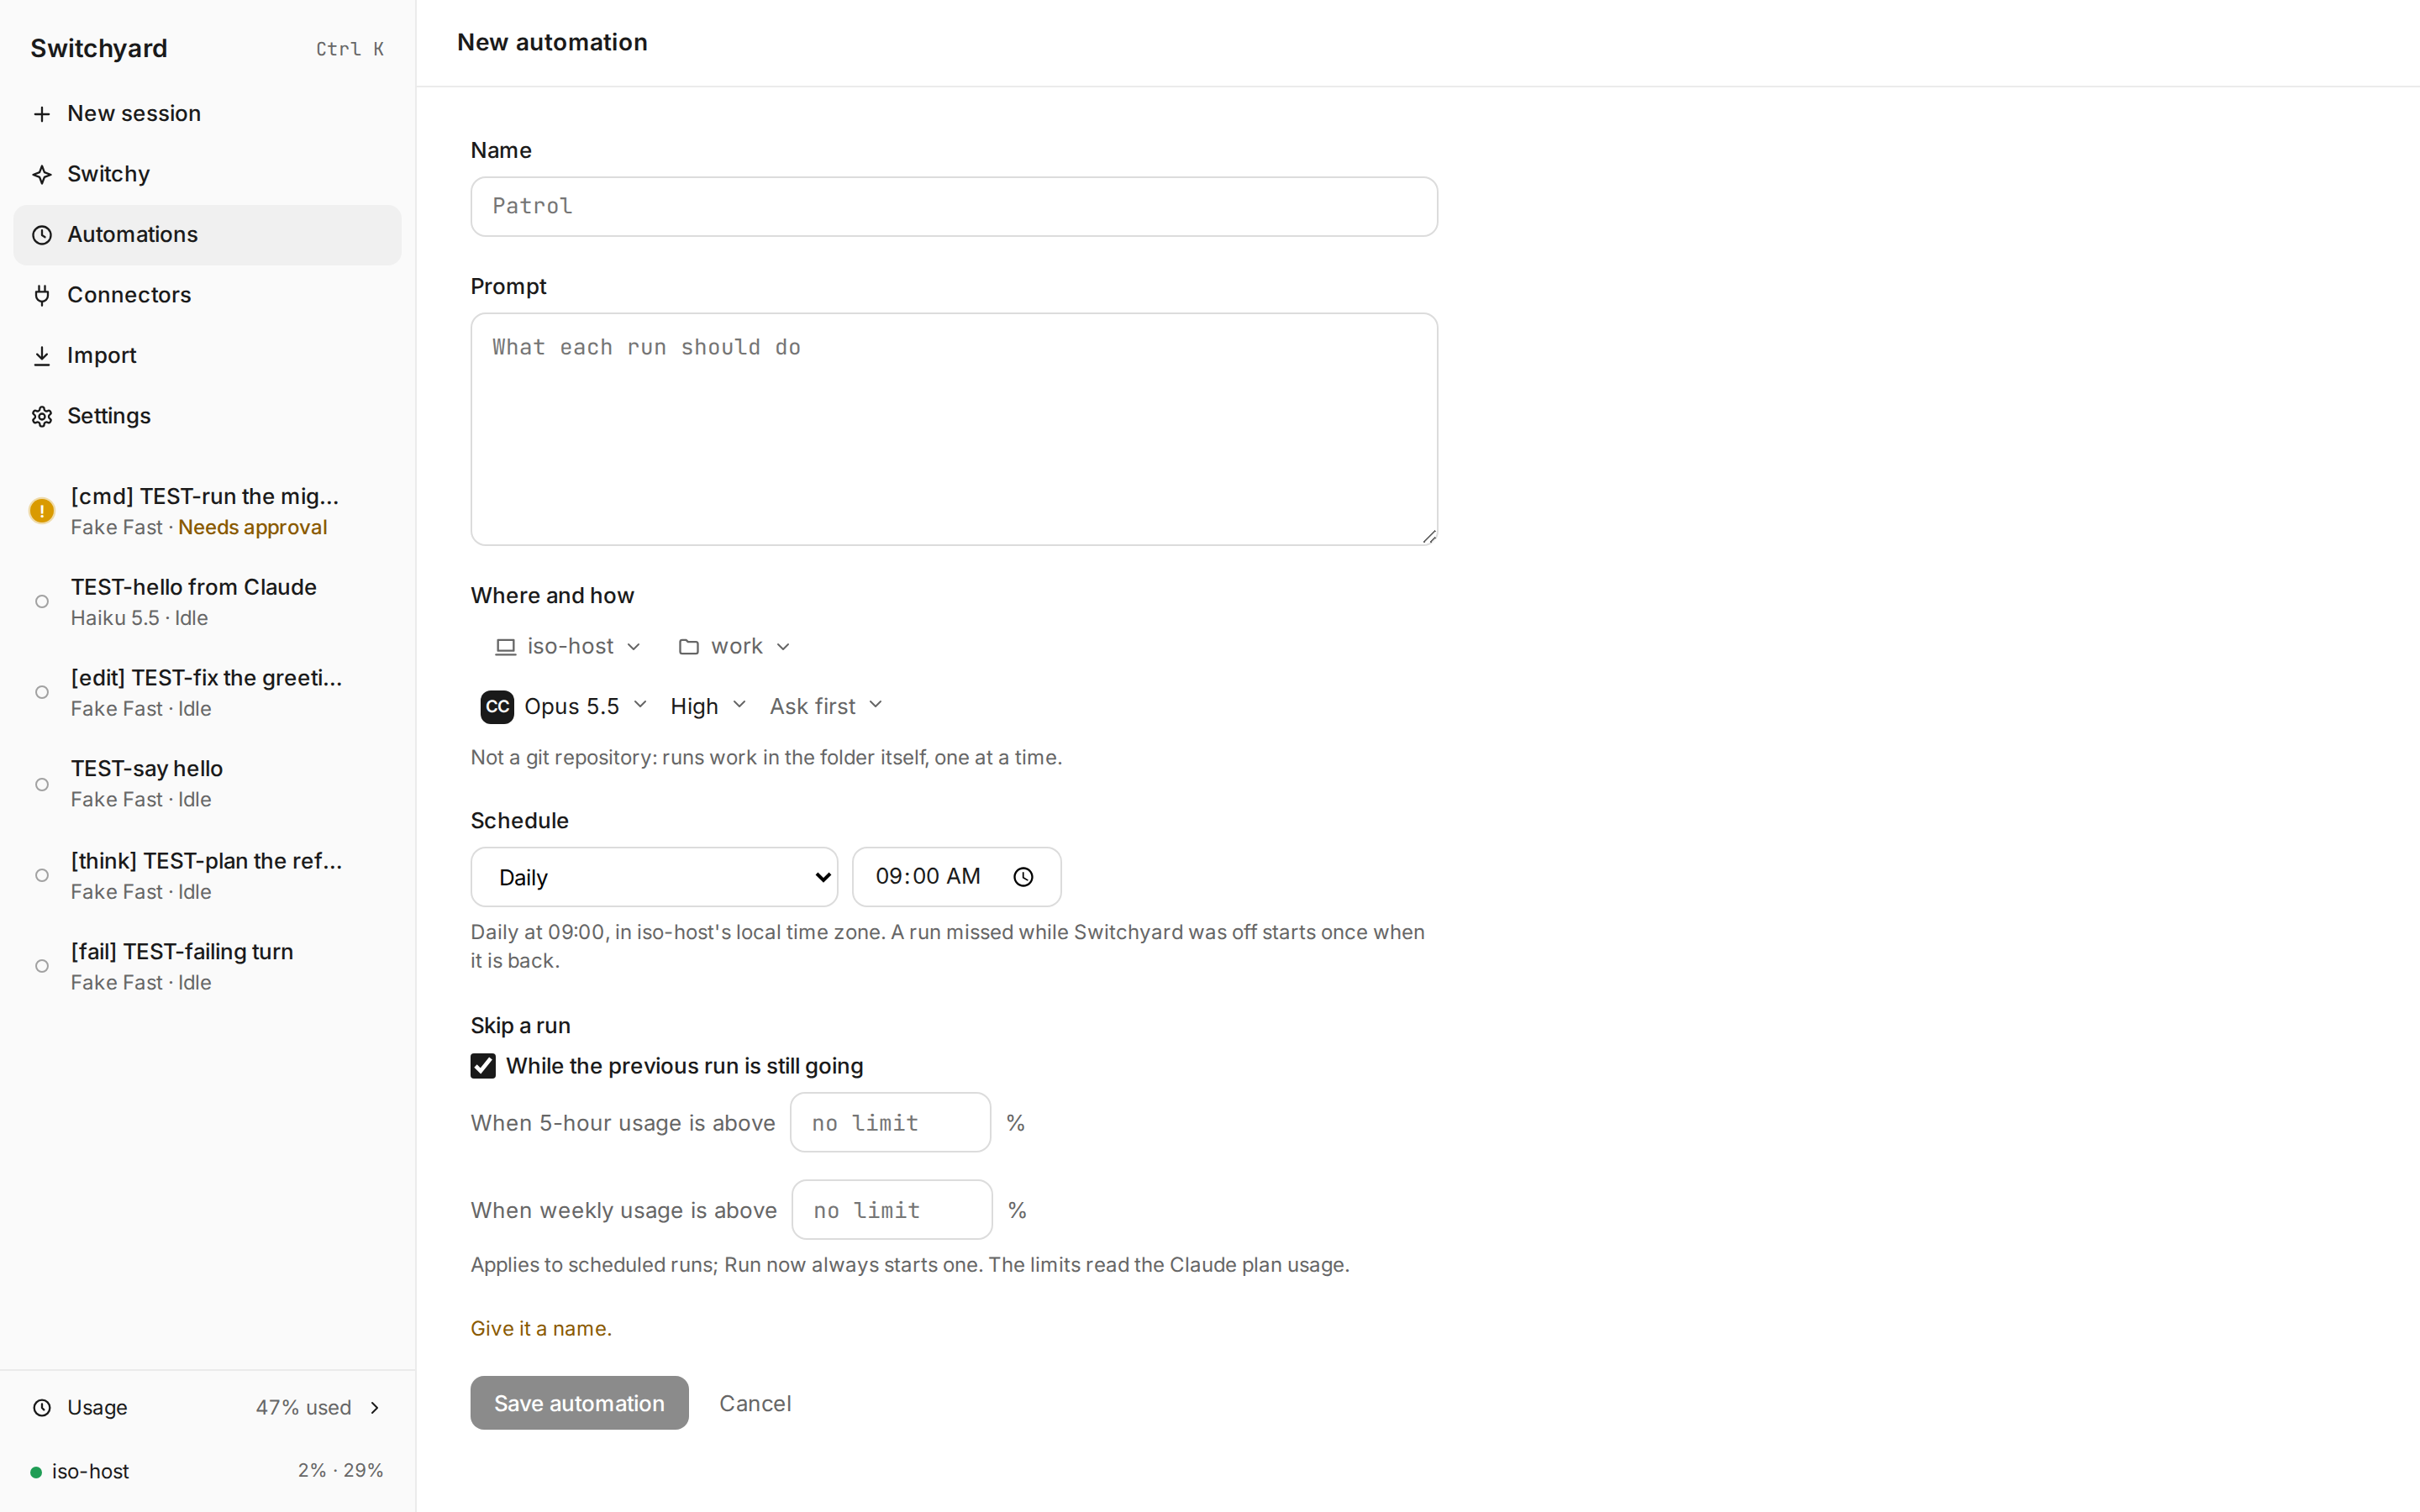 Switchyard
Ctrl K
New session
Switchy
Automations
Connectors
Import
Settings
[cmd] TEST-run the mig...
Fake Fast · Needs approval
TEST-hello from Claude
Haiku 5.5 · Idle
[edit] TEST-fix the greeti...
Fake Fast · Idle
TEST-say hello
Fake Fast · Idle
[think] TEST-plan the ref...
Fake Fast · Idle
[fail] TEST-failing turn
Fake Fast · Idle
Usage 47% used
iso-host 2% · 29%
New automation
Name
Patrol
Prompt
What each run should do
Where and how
iso-host work
CC Opus 5.5 High Ask first
Not a git repository: runs work in the folder itself, one at a time.
Schedule
Daily 09:00 AM
Daily at 09:00, in iso-host's local time zone. A run missed while Switchyard was off starts once when
it is back.
Skip a run
While the previous run is still going
When 5-hour usage is above no limit %
When weekly usage is above no limit %
Applies to scheduled runs; Run now always starts one. The limits read the Claude plan usage.
Give it a name.
Save automation Cancel